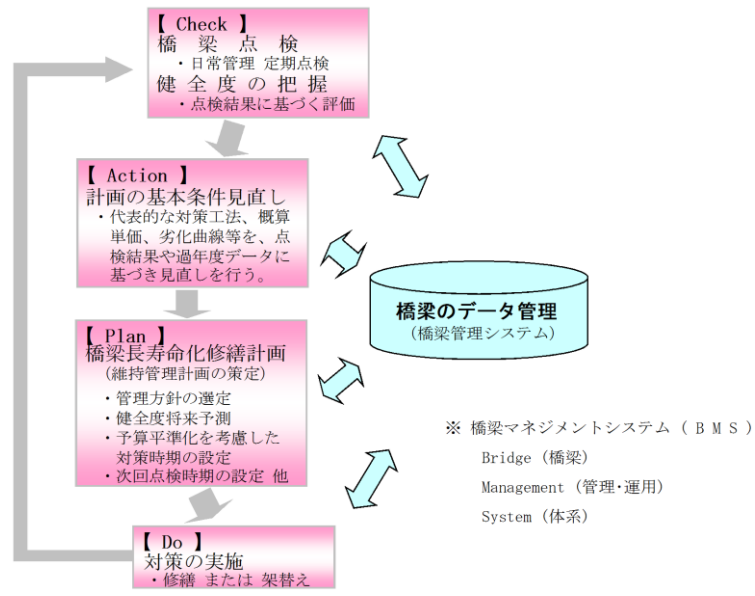 【 Check 】
橋 梁 点 検
・日常管理 定期点検
健 全 度 の 把 握
・点検結果に基づく評価
【 Action 】
計画の基本条件見直し
・代表的な対策工法、概算
単価、劣化曲線等を、点
検結果や過年度データに
基づき見直しを行う。
【 Plan 】
橋梁長寿命化修繕計画
(維持管理計画の策定)
・管理方針の選定
・健全度将来予測
・予算平準化を考慮した
対策時期の設定
・次回点検時期の設定 他
【 Do 】
対策の実施
・修繕 または 架替え
橋梁のデータ管理
(橋梁管理システム)
※ 橋梁マネジメントシステム ( B M S )
Bridge (橋梁)
Management (管理･運用)
System (体系)